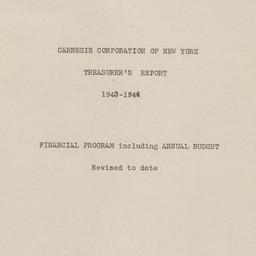 CARNEGIE CORPORATION OF NEW YORK
TREASURER'S REPORT
1943-1944
FINANCIAL PROGRAM including ANNUAL BUDGET
Revised to date